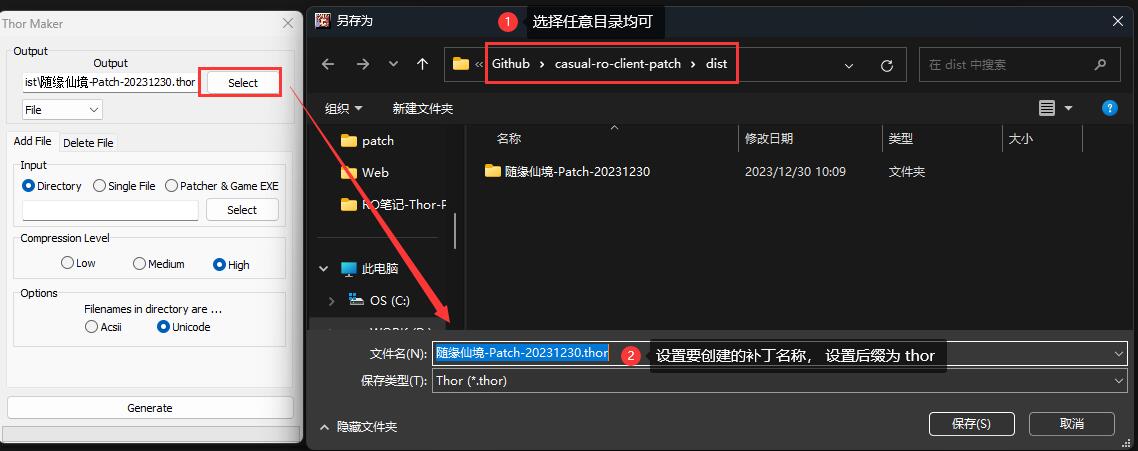 Thor Maker
Output
Output
ist\随缘仙境-Patch-20231230.thor
Select
File
Add File
Delete File
Input
Directory
Single File
Patcher & Game EXE
Select
Compression Level
Low
Medium
High
Options
Filenames in directory are ...
Acsii
Unicode
Generate
另存为
1 选择任意目录均可
« Github › casual-ro-client-patch › dist
在 dist 中搜索
组织
新建文件夹
patch
Web
RO笔记-Thor-P
此电脑
OS (C:)
名称
修改日期
类型
大小
随缘仙境-Patch-20231230
2023/12/30 10:09
文件夹
文件名(N):
随缘仙境-Patch-20231230.thor
2 设置要创建的补丁名称， 设置后缀为 thor
保存类型(T):
Thor (*.thor)
隐藏文件夹
保存(S)
取消